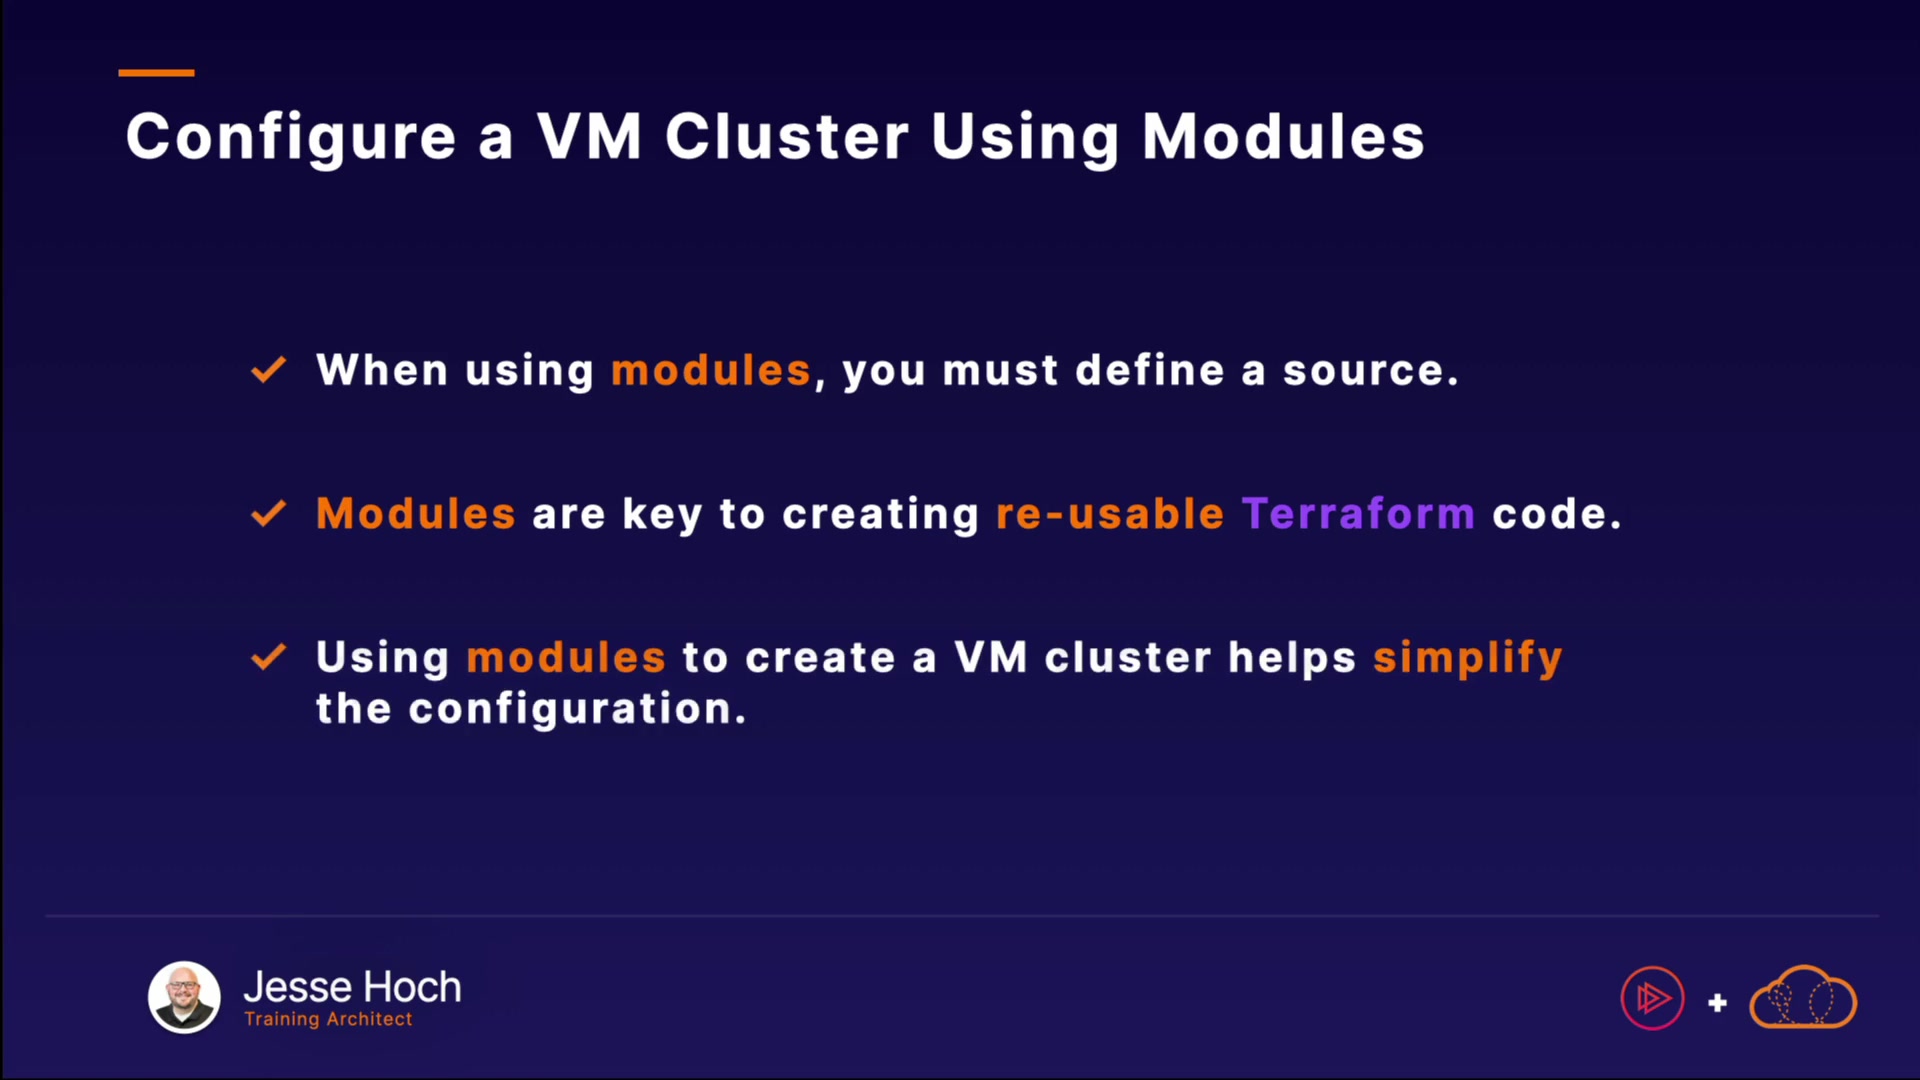 Configure a VM Cluster Using Modules
When using modules, you must define a source.
Modules are key to creating re-usable Terraform code.
Using modules to create a VM cluster helps simplify
the configuration.
Jesse Hoch
Training Architect
+